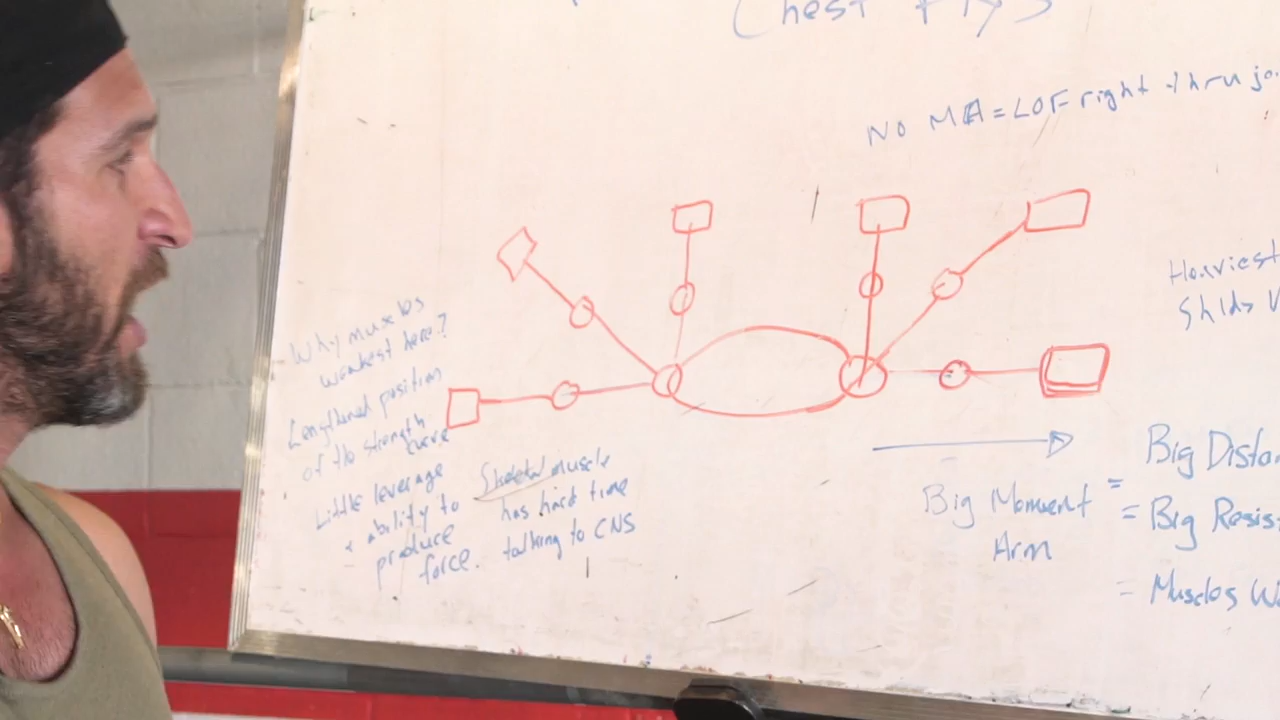 Chest Flys
No MA = LOF right thru jo
Heaviest
Why muscles
weakest here?
Lengthened position
of the strength
curve
Little leverage
+ ability to
produce
force.
Skeletal muscle
has hard time
talking to CNS
Big Moment
Arm
= Big Distan
= Big Resis
= Muscles We